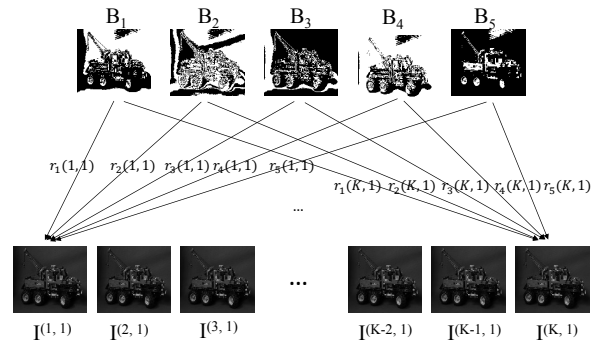 B₁ B₂ B₃ B₄ B₅
r₁(1,1) r₂(1,1) r₃(1,1) r₄(1,1) r₅(1,1)
r₁(K,1) r₂(K,1) r₃(K,1) r₄(K,1) r₅(K,1)
...
...
I⁽¹, ¹⁾ I⁽², ¹⁾ I⁽³, ¹⁾ I⁽ᴷ⁻², ¹⁾ I⁽ᴷ⁻¹, ¹⁾ I⁽ᴷ, ¹⁾